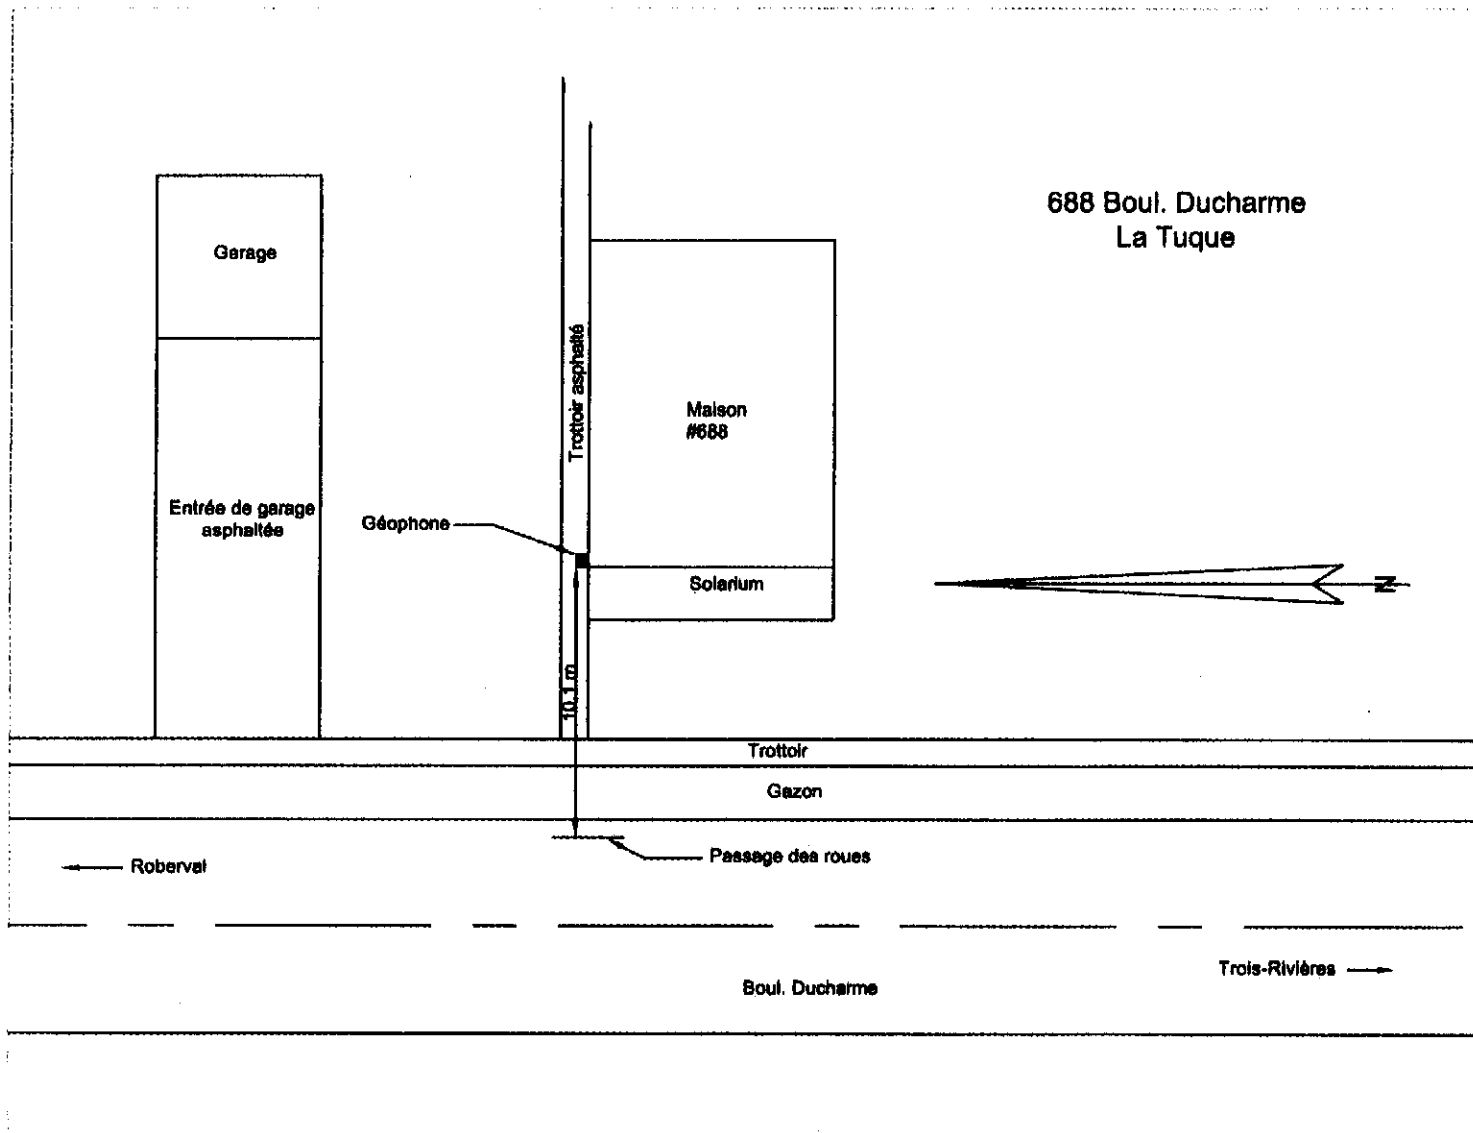 688 Boul. Ducharme
La Tuque
Garage
Trottoir asphalté
Maison
#688
Entrée de garage
asphaltée
Géophone
Solarium
N
10.1 m
Trottoir
Gazon
Passage des roues
Roberval
Trois-Rivières
Boul. Ducharme